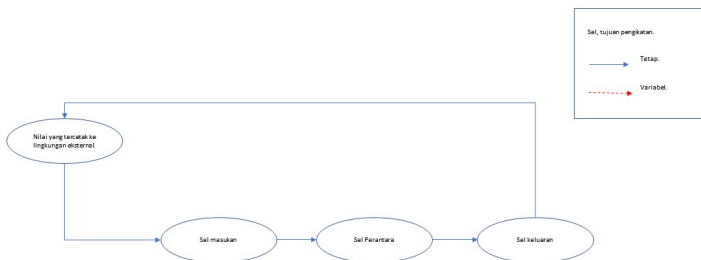 Sel, tujuan pengikatan.
Tetap.
Variabel.
Nilai yang tercetak ke
lingkungan eksternal.
Sel masukan
Sel Perantara
Sel keluaran